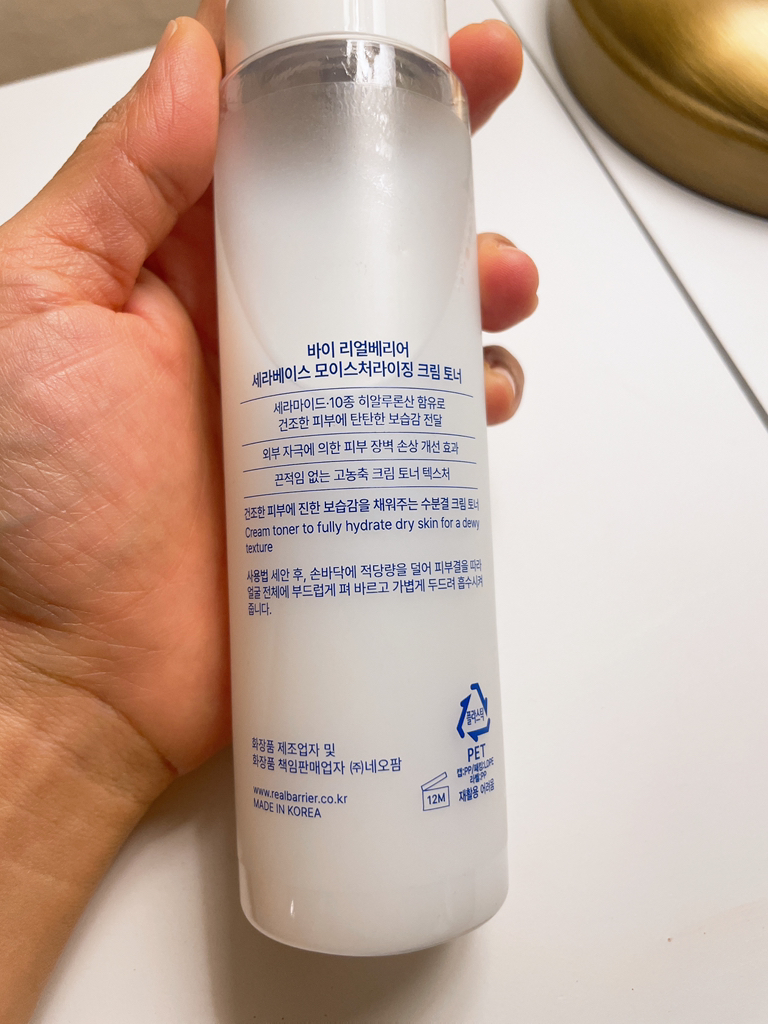 바이 리얼베리어
세라베이스 모이스처라이징 크림 토너
세라마이드·10종 히알루론산 함유로
건조한 피부에 탄탄한 보습감 전달
외부 자극에 의한 피부 장벽 손상 개선 효과
끈적임 없는 고농축 크림 토너 텍스처
건조한 피부에 진한 보습감을 채워주는 수분결 크림 토너
Cream toner to fully hydrate dry skin for a dewy
texture
사용법 세안 후, 손바닥에 적당량을 덜어 피부결을 따라
얼굴 전체에 부드럽게 펴 바르고 가볍게 두드려 흡수시켜
줍니다.
플라스틱
PET
캡:PP/패킹:LDPE
라벨:PP
재활용 어려움
화장품 제조업자 및
화장품 책임판매업자 ㈜네오팜
12M
www.realbarrier.co.kr
MADE IN KOREA